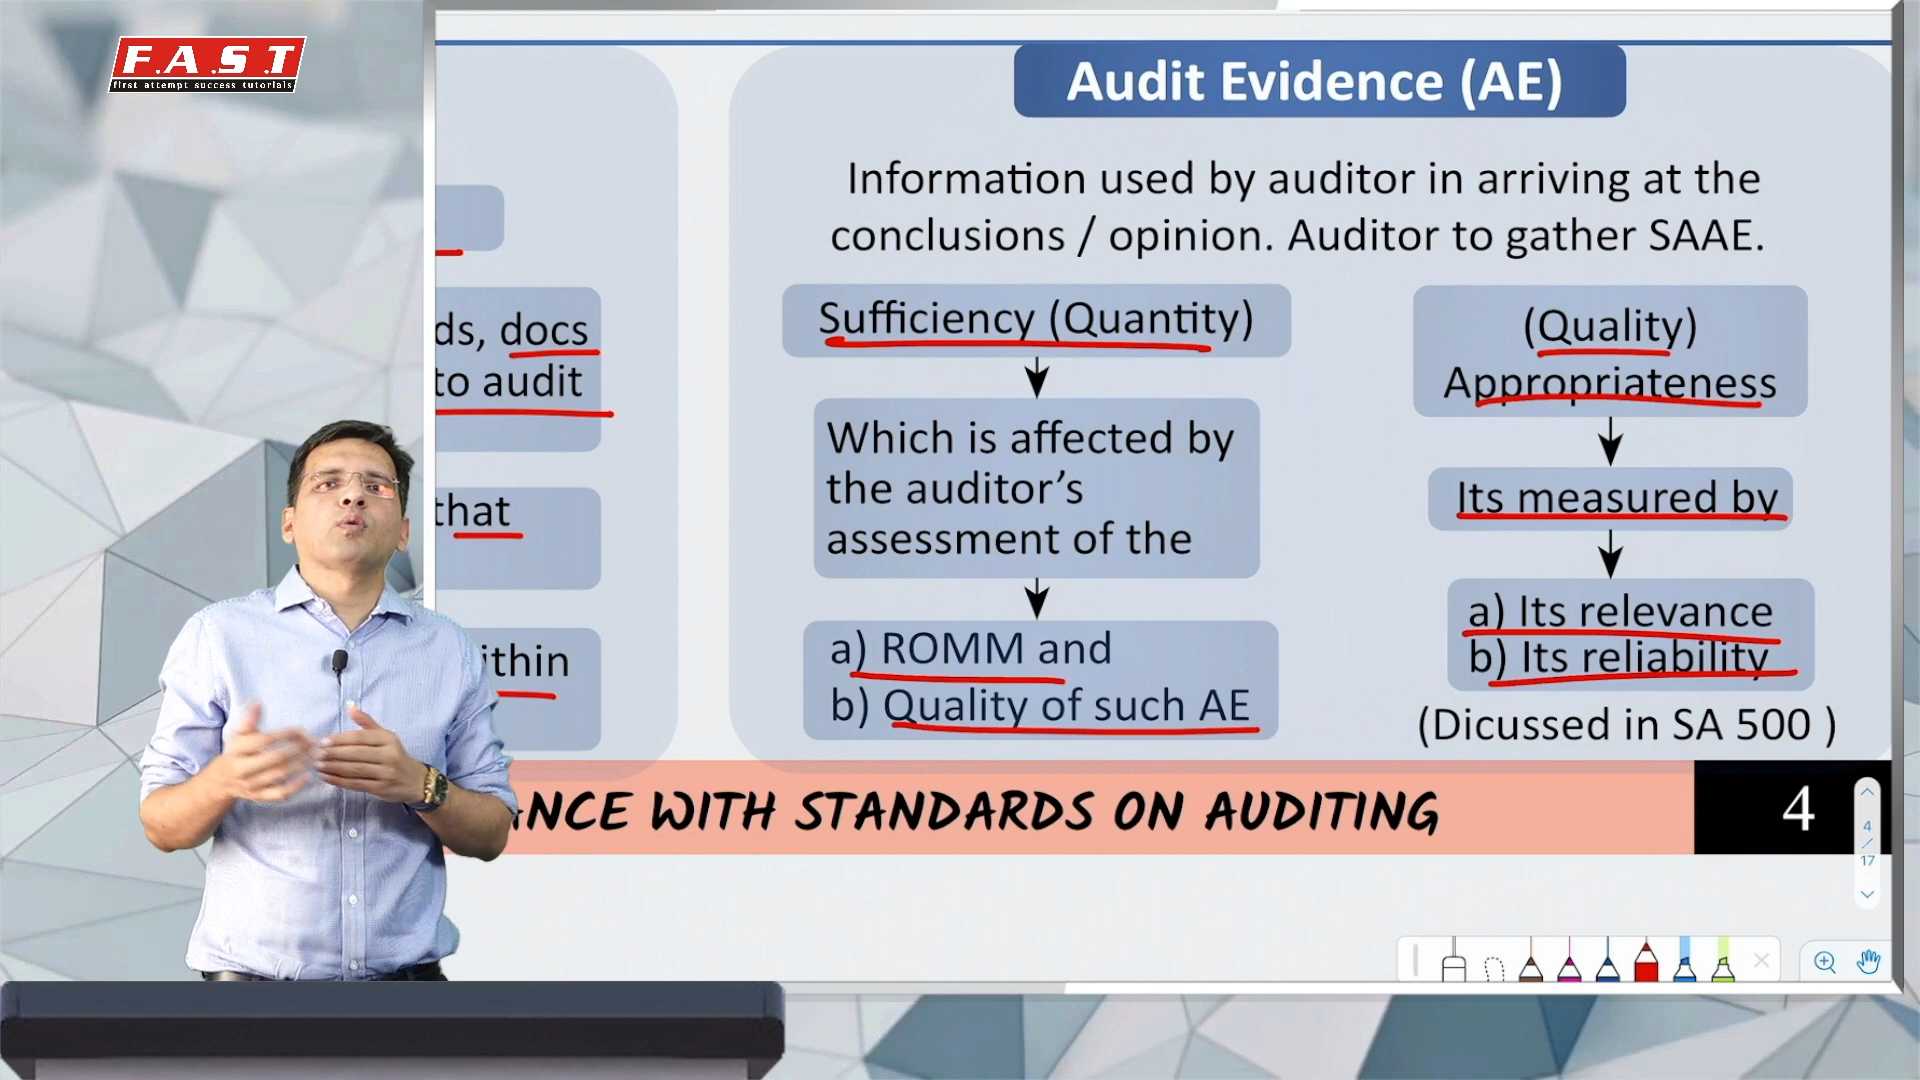 F.A.S.T
first attempt success tutorials
Audit Evidence (AE)
Information used by auditor in arriving at the
conclusions / opinion. Auditor to gather SAAE.
ds, docs
to audit
that
ithin
Sufficiency (Quantity)
Which is affected by
the auditor's
assessment of the
a) ROMM and
b) Quality of such AE
(Quality)
Appropriateness
Its measured by
a) Its relevance
b) Its reliability
(Dicussed in SA 500 )
ANCE WITH STANDARDS ON AUDITING
4
4
/
17